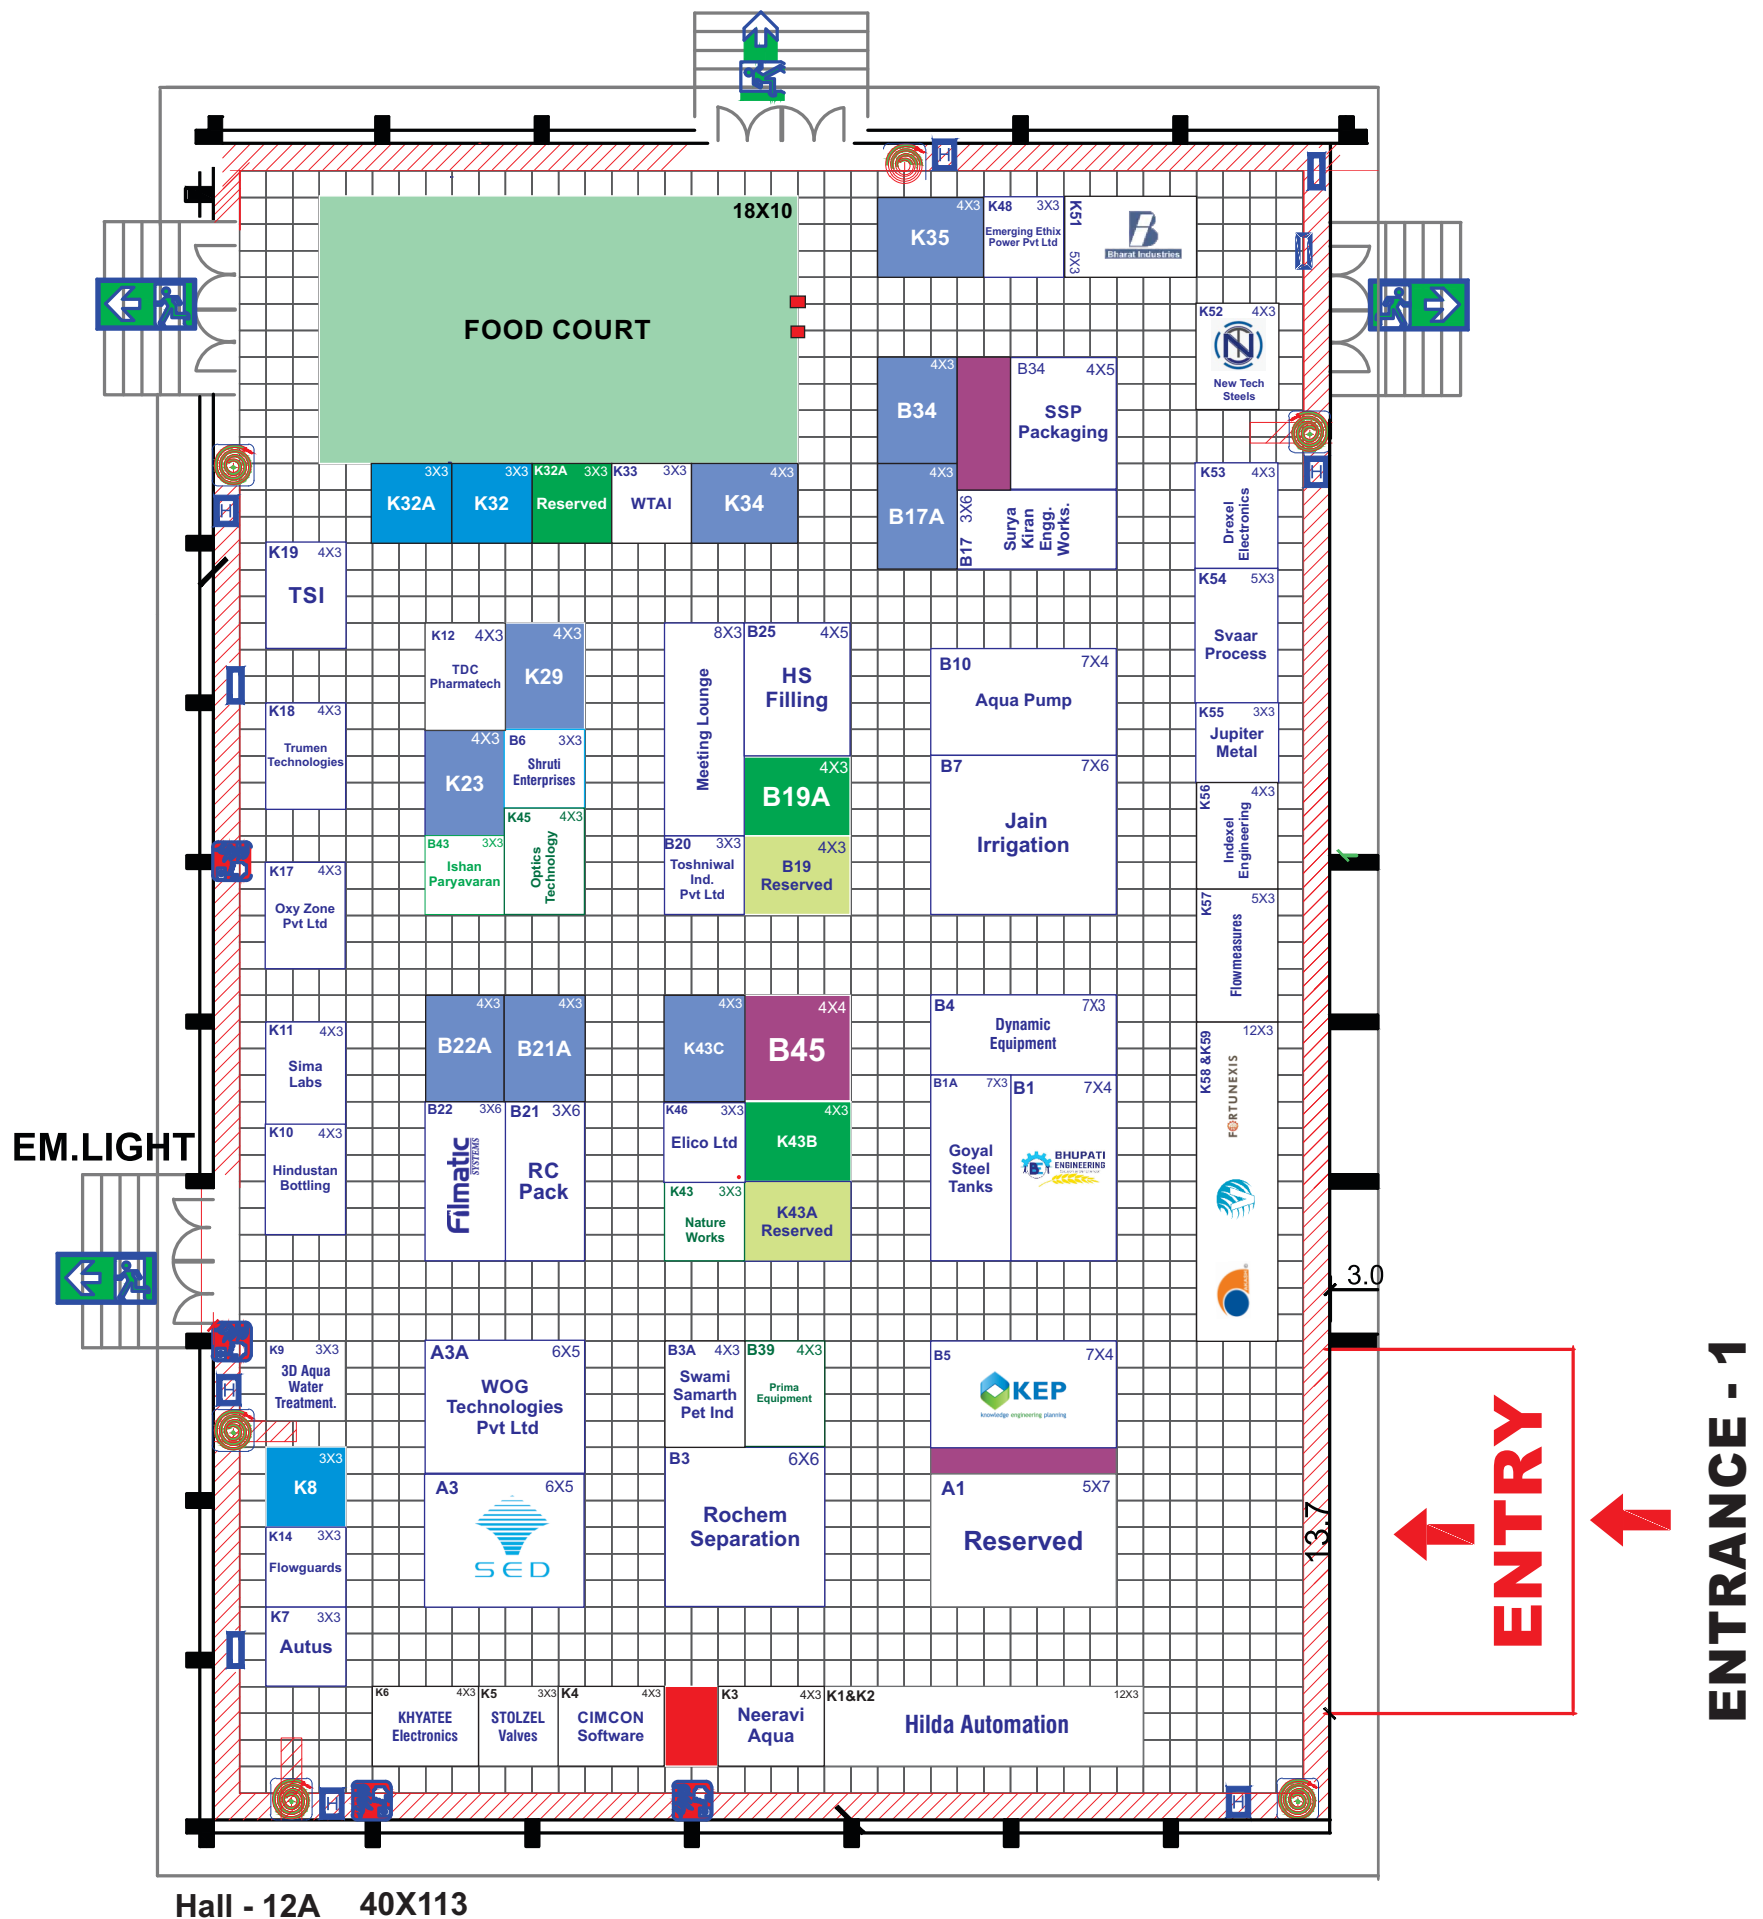 18X10
FOOD COURT
4X3
K35
K48 3X3
Emerging Ethix
Power Pvt Ltd
K51 5X3
Bharat Industries
K52 4X3
New Tech
Steels
4X3
B34
B34 4X5
SSP
Packaging
4X3
B17A
B17 3X6
Surya
Kiran
Engg.
Works.
3X3
K32A
3X3
K32
K32A 3X3
Reserved
K33 3X3
WTAI
4X3
K34
K53 4X3
Drexel
Electronics
K54 5X3
Svaar
Process
K19 4X3
TSI
K12 4X3
TDC
Pharmatech
4X3
K29
8X3
Meeting Lounge
B25 4X5
HS
Filling
B10 7X4
Aqua Pump
K18 4X3
Trumen
Technologies
4X3
K23
B6 3X3
Shruti
Enterprises
4X3
B19A
B7 7X6
Jain
Irrigation
K55 3X3
Jupiter
Metal
K56 4X3
Indexel
Engineering
K45 4X3
Optics
Technology
B43 3X3
Ishan
Paryavaran
B20 3X3
Toshniwal
Ind.
Pvt Ltd
4X3
B19
Reserved
K17 4X3
Oxy Zone
Pvt Ltd
K57 5X3
Flowmeasures
4X3
B22A
4X3
B21A
4X3
K43C
4X4
B45
B4 7X3
Dynamic
Equipment
K11 4X3
Sima
Labs
K58 &K59 12X3
FORTUNEXIS
B1A 7X3
Goyal
Steel
Tanks
B1 7X4
BHUPATI
ENGINEERING
EM.LIGHT
K10 4X3
Hindustan
Bottling
B22 3X6
Filmatic
SYSTEMS
B21 3X6
RC
Pack
K46 3X3
Elico Ltd
4X3
K43B
K43 3X3
Nature
Works
K43A
Reserved
3.0
K9 3X3
3D Aqua
Water
Treatment.
A3A 6X5
WOG
Technologies
Pvt Ltd
B3A 4X3
Swami
Samarth
Pet Ind
B39 4X3
Prima
Equipment
B5 7X4
KEP
knowledge engineering planning
3X3
K8
A3 6X5
SED
B3 6X6
Rochem
Separation
A1 5X7
Reserved
13.7
ENTRY
ENTRANCE - 1
K14 3X3
Flowguards
K7 3X3
Autus
K6 4X3
KHYATEE
Electronics
K5 3X3
STOLZEL
Valves
K4 4X3
CIMCON
Software
K3 4X3
Neeravi
Aqua
K1&K2 12X3
Hilda Automation
Hall - 12A 40X113